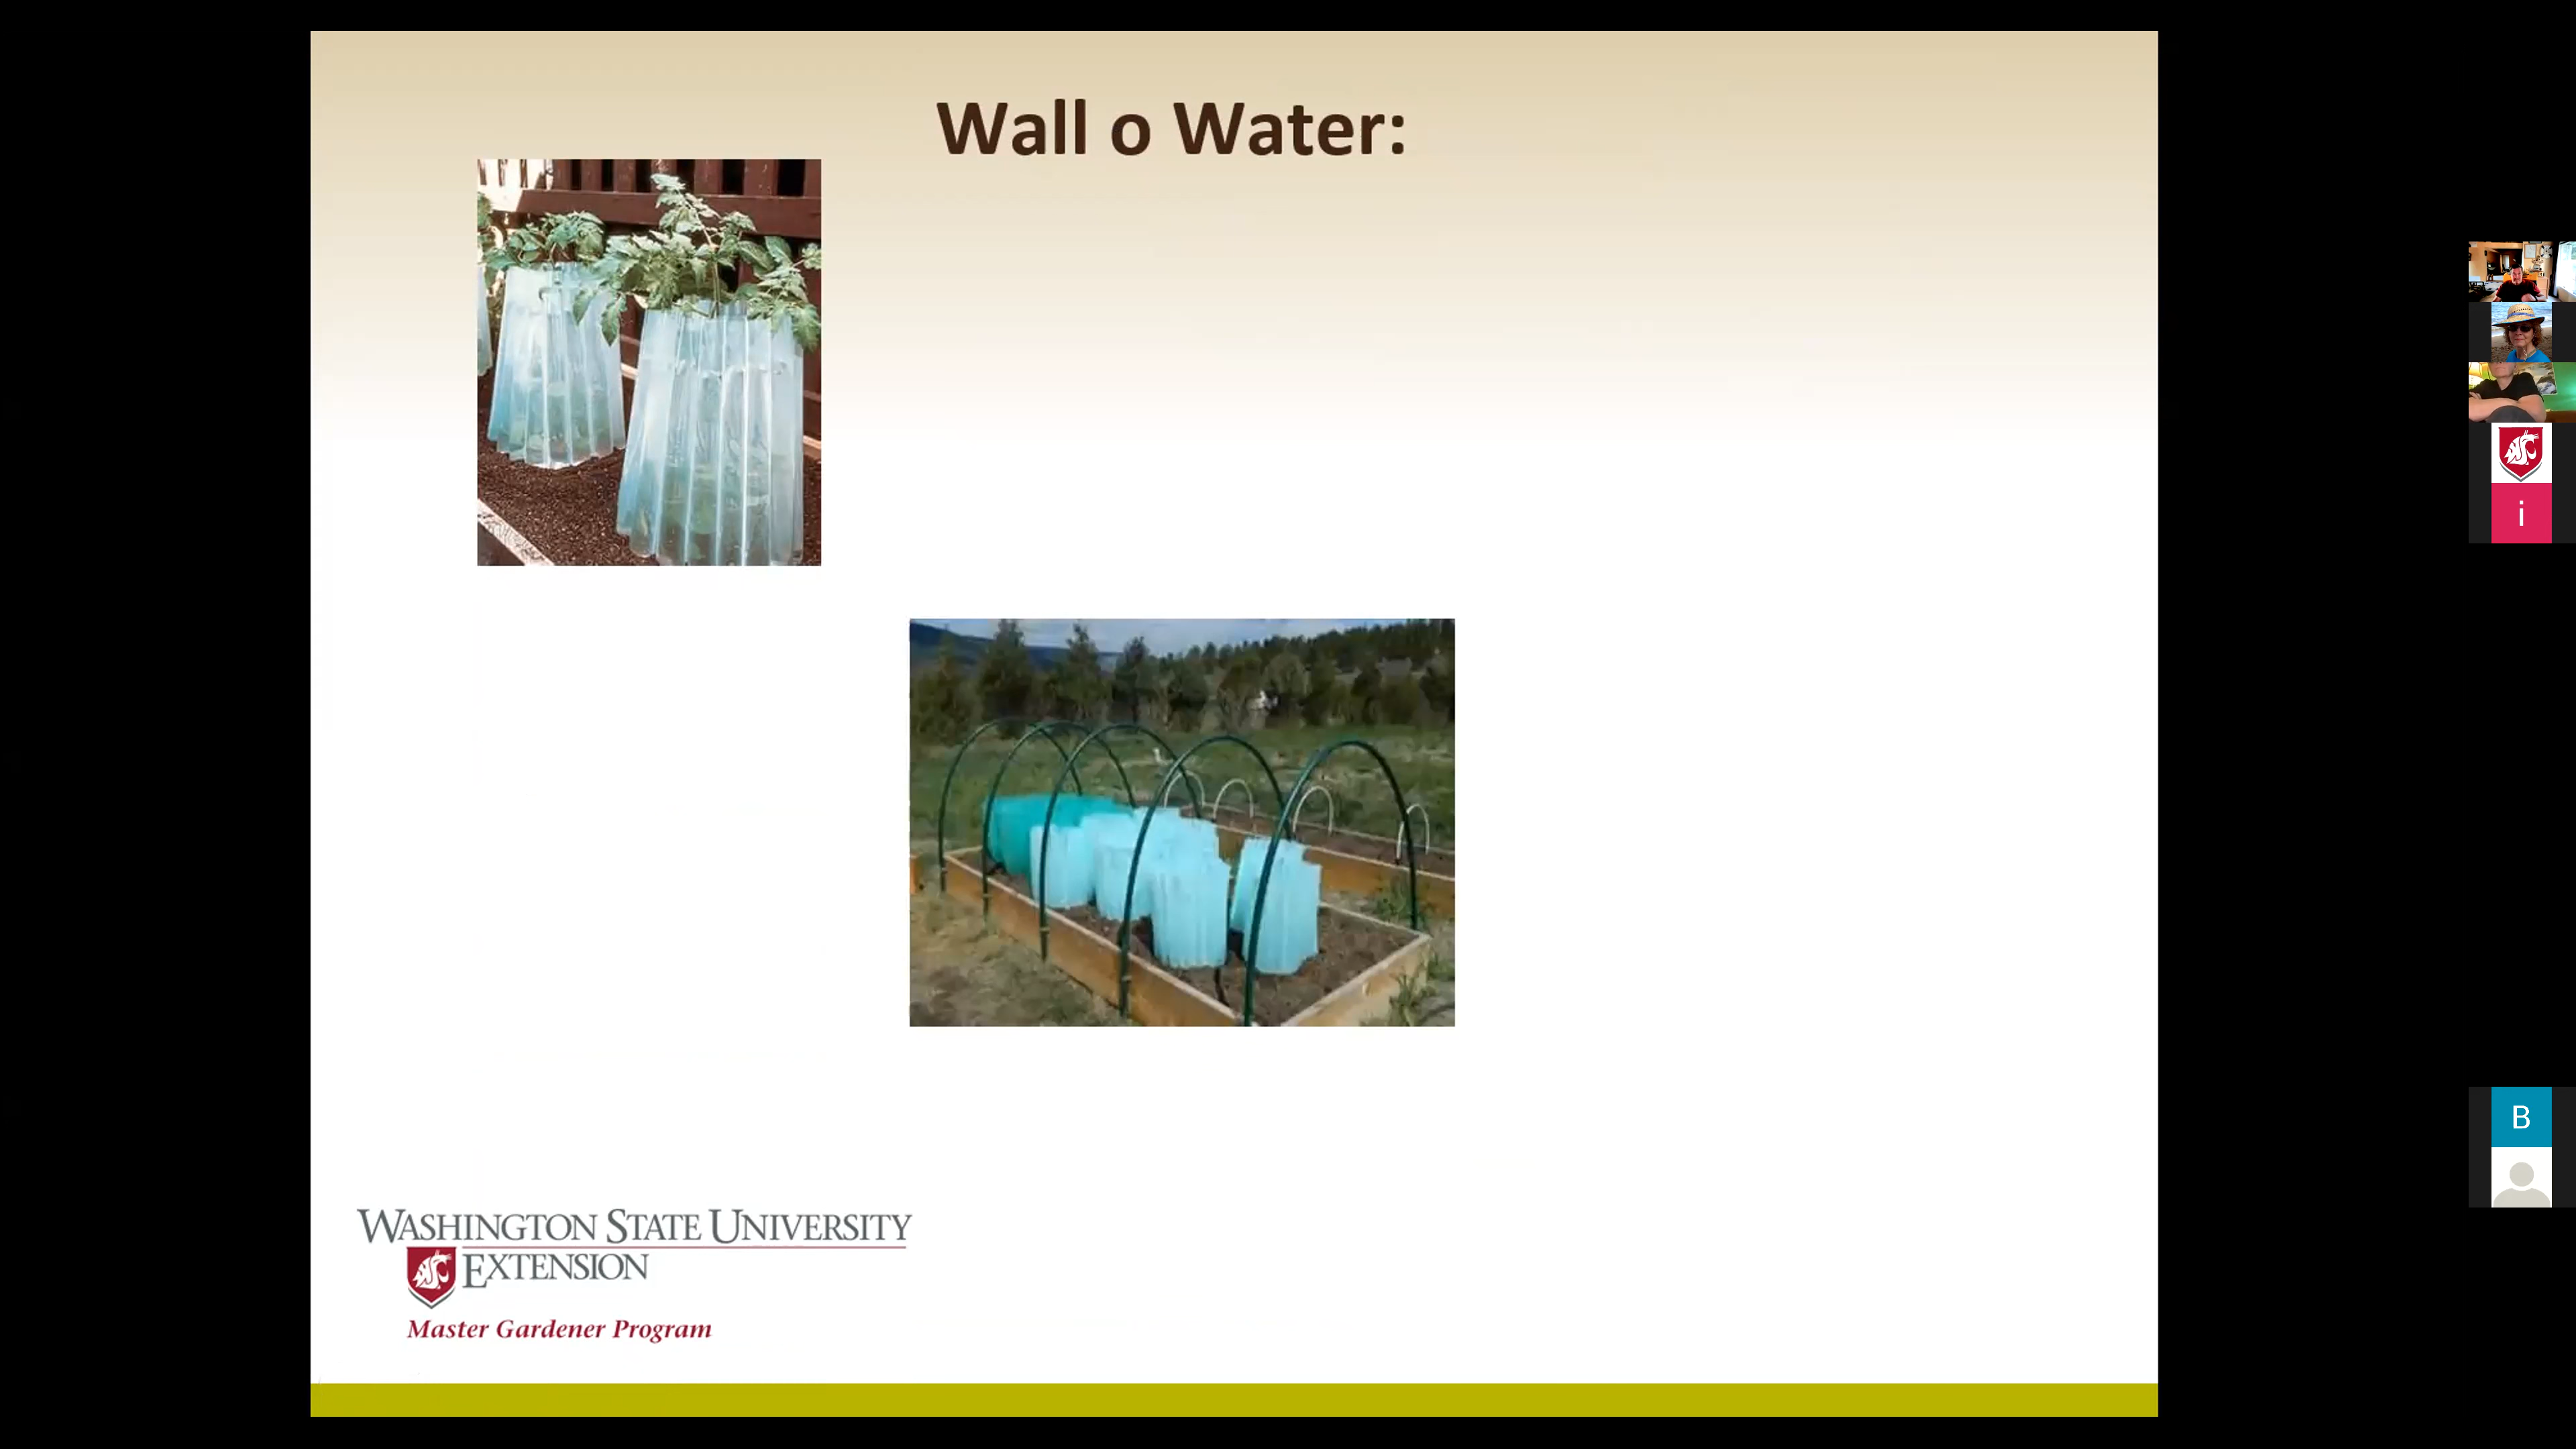 Wall o Water:
i
B
WASHINGTON STATE UNIVERSITY
EXTENSION
Master Gardener Program